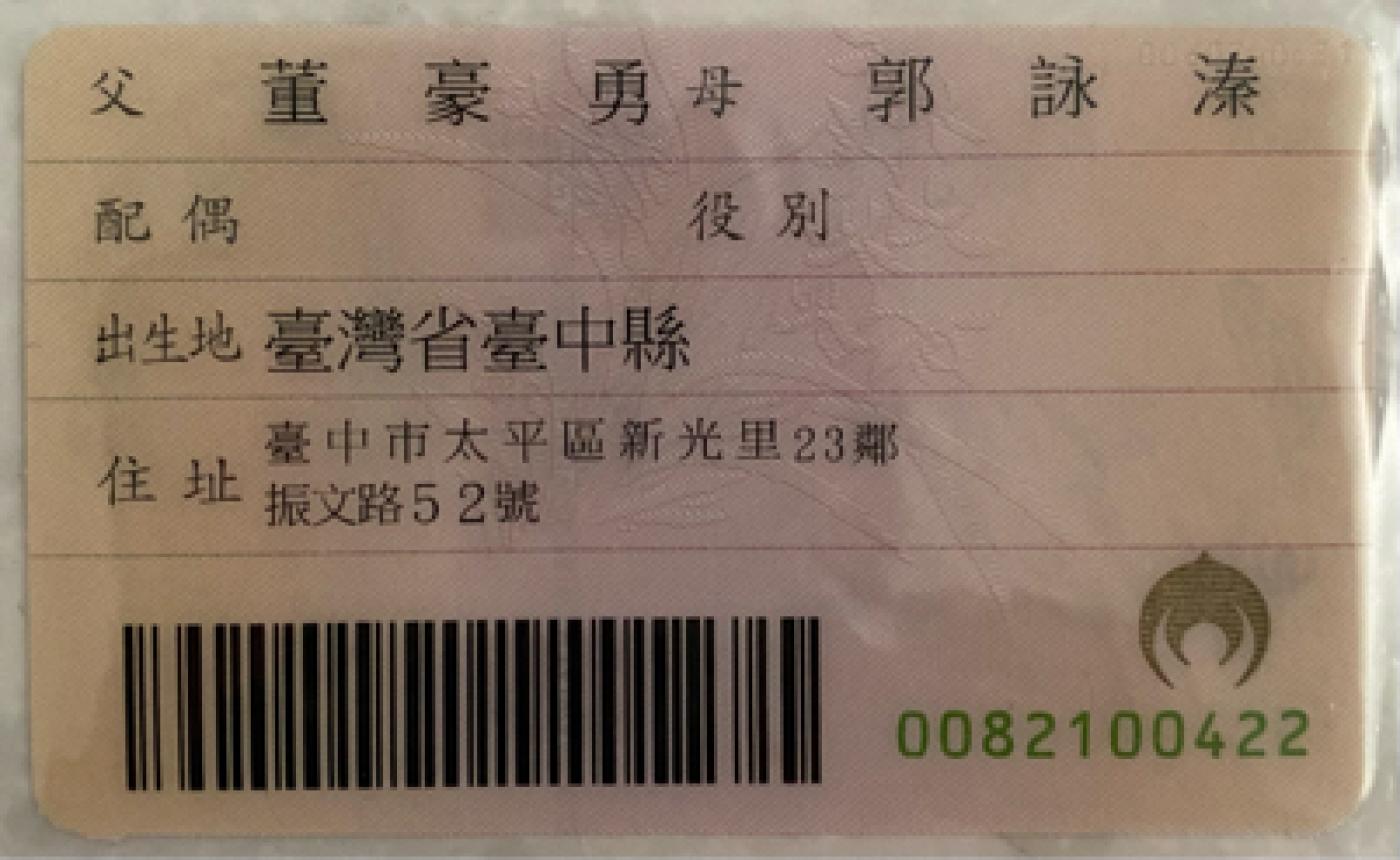 父 董豪勇 母 郭詠溱
配偶 役別
出生地 臺灣省臺中縣
住址 臺中市太平區新光里23鄰
振文路52號
0082100422